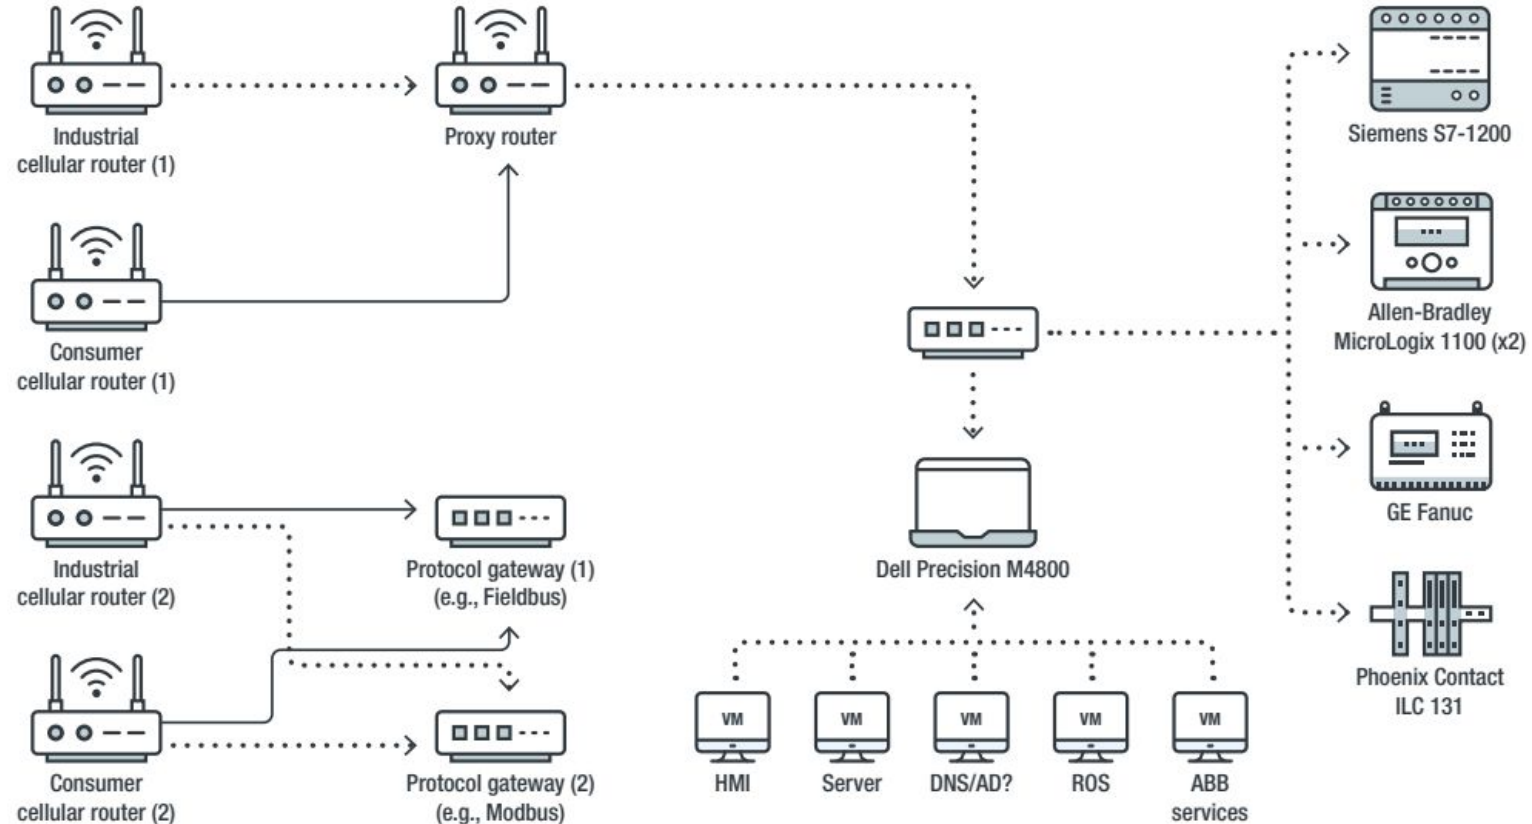 Industrial
cellular router (1)
Proxy router
Siemens S7-1200
Consumer
cellular router (1)
Allen-Bradley
MicroLogix 1100 (x2)
Industrial
cellular router (2)
Protocol gateway (1)
(e.g., Fieldbus)
Dell Precision M4800
GE Fanuc
Phoenix Contact
ILC 131
Consumer
cellular router (2)
Protocol gateway (2)
(e.g., Modbus)
VM
HMI
VM
Server
VM
DNS/AD?
VM
ROS
VM
ABB
services